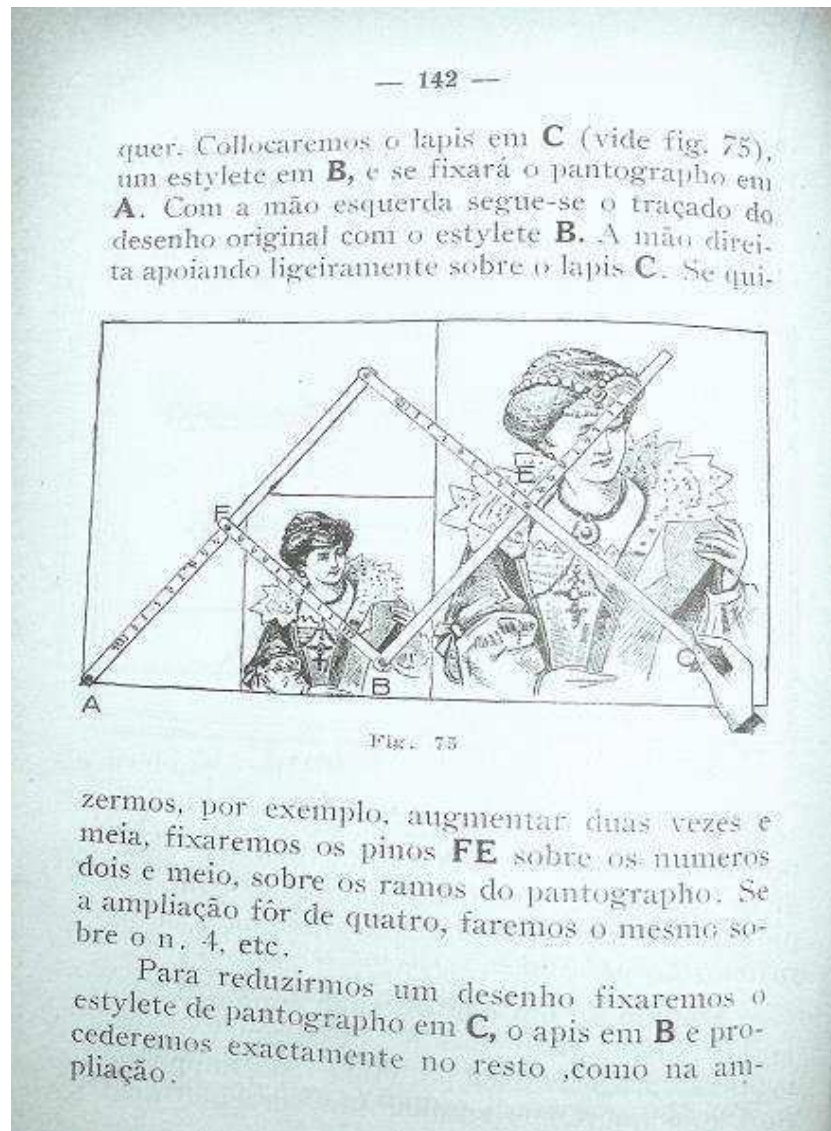 — 142 —
quer. Collocaremos o lapis em C (vide fig. 75),
um estylete em B, e se fixará o pantographo em
A. Com a mão esquerda segue-se o traçado do
desenho original com o estylete B. A mão direi-
ta apoiando ligeiramente sobre o lapis C. Se qui-
F
E
B
C
A
Fig. 75
zermos, por exemplo, augmentar duas vezes e
meia, fixaremos os pinos FE sobre os numeros
dois e meio, sobre os ramos do pantographo. Se
a ampliação fôr de quatro, faremos o mesmo so-
bre o n. 4, etc.
Para reduzirmos um desenho fixaremos o
estylete de pantographo em C, o apis em B e pro-
cederemos exactamente no resto ,como na am-
pliação.